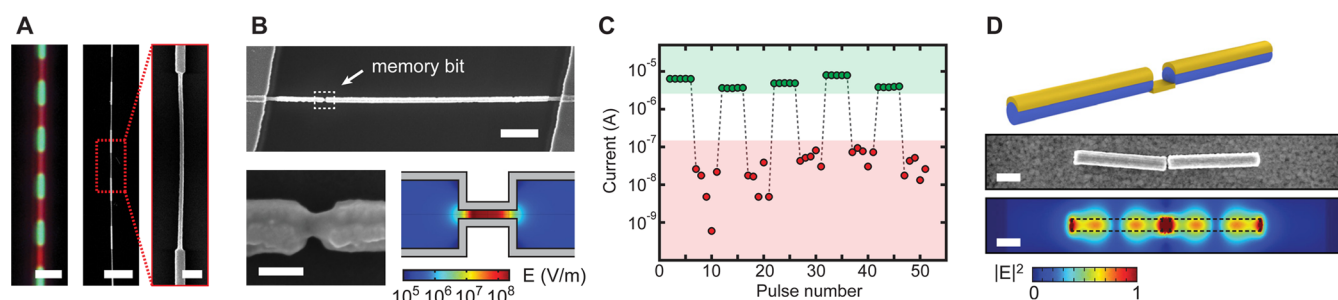 A
B
memory bit
E (V/m)
10⁵ 10⁶ 10⁷ 10⁸
C
Current (A)
10⁻⁵
10⁻⁶
10⁻⁷
10⁻⁸
10⁻⁹
0 10 20 30 40 50
Pulse number
D
|E|²
0 1